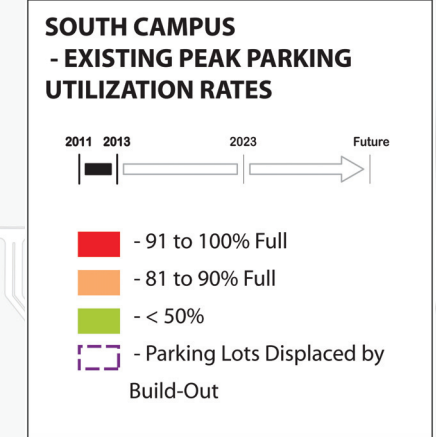 SOUTH CAMPUS
- EXISTING PEAK PARKING
UTILIZATION RATES
2011 2013 2023 Future
- 91 to 100% Full
- 81 to 90% Full
- < 50%
- Parking Lots Displaced by
Build-Out